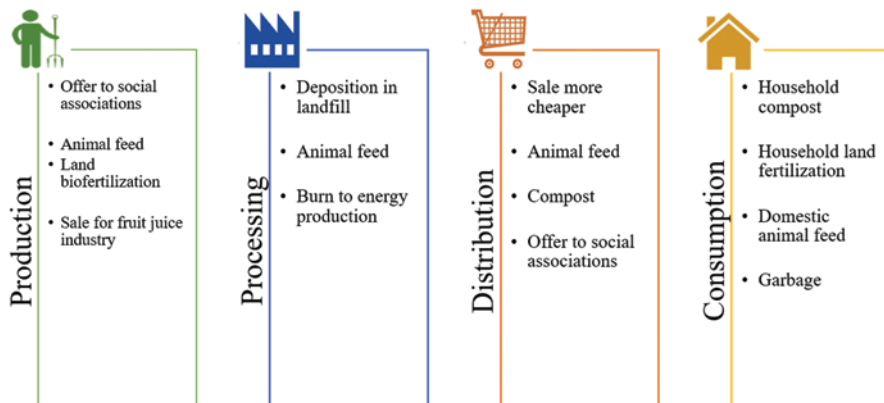 Production
• Offer to social
associations
• Animal feed
• Land
biofertilization
• Sale for fruit juice
industry
Processing
• Deposition in
landfill
• Animal feed
• Burn to energy
production
Distribution
• Sale more
cheaper
• Animal feed
• Compost
• Offer to social
associations
Consumption
• Household
compost
• Household land
fertilization
• Domestic
animal feed
• Garbage